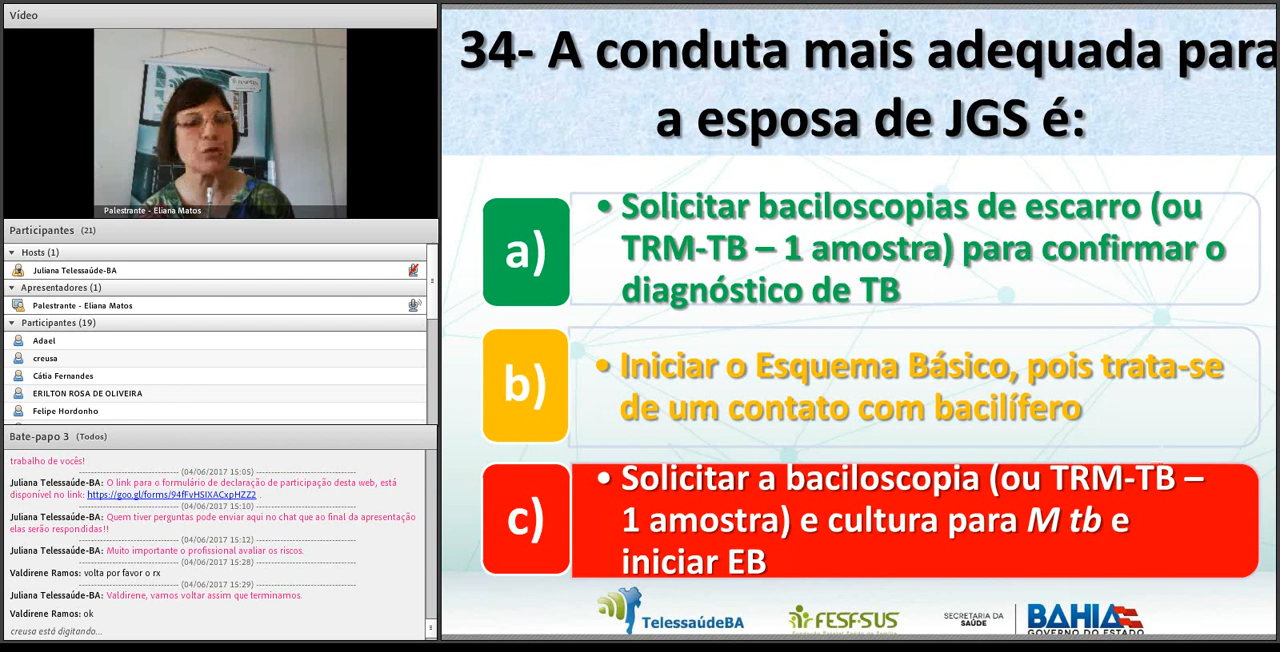 Vídeo
Palestrante - Eliana Matos
Participantes (21)
Hosts (1)
Juliana Telessaúde-BA
Apresentadores (1)
Palestrante - Eliana Matos
Participantes (19)
Adael
creusa
Cátia Fernandes
ERILTON ROSA DE OLIVEIRA
Felipe Hordonho
Bate-papo 3 (Todos)
trabalho de vocês!
(04/06/2017 15:05)
Juliana Telessaúde-BA: O link para o formulário de declaração de participação desta web, está
disponível no link: https://goo.gl/forms/94fFvHSIXACxpHZZ2 .
(04/06/2017 15:10)
Juliana Telessaúde-BA: Quem tiver perguntas pode enviar aqui no chat que ao final da apresentação
elas serão respondidas!!
(04/06/2017 15:12)
Juliana Telessaúde-BA: Muito importante o profissional avaliar os riscos.
(04/06/2017 15:28)
Valdirene Ramos: volta por favor o rx
(04/06/2017 15:29)
Juliana Telessaúde-BA: Valdirene, vamos voltar assim que terminamos.
Valdirene Ramos: ok
creusa está digitando...
34- A conduta mais adequada para
a esposa de JGS é:
a)
• Solicitar baciloscopias de escarro (ou
TRM-TB – 1 amostra) para confirmar o
diagnóstico de TB
b)
• Iniciar o Esquema Básico, pois trata-se
de um contato com bacilífero
c)
• Solicitar a baciloscopia (ou TRM-TB –
1 amostra) e cultura para M tb e
iniciar EB
TelessaúdeBA
FESF-SUS
SECRETARIA DA
SAÚDE
BAHIA
GOVERNO DO ESTADO